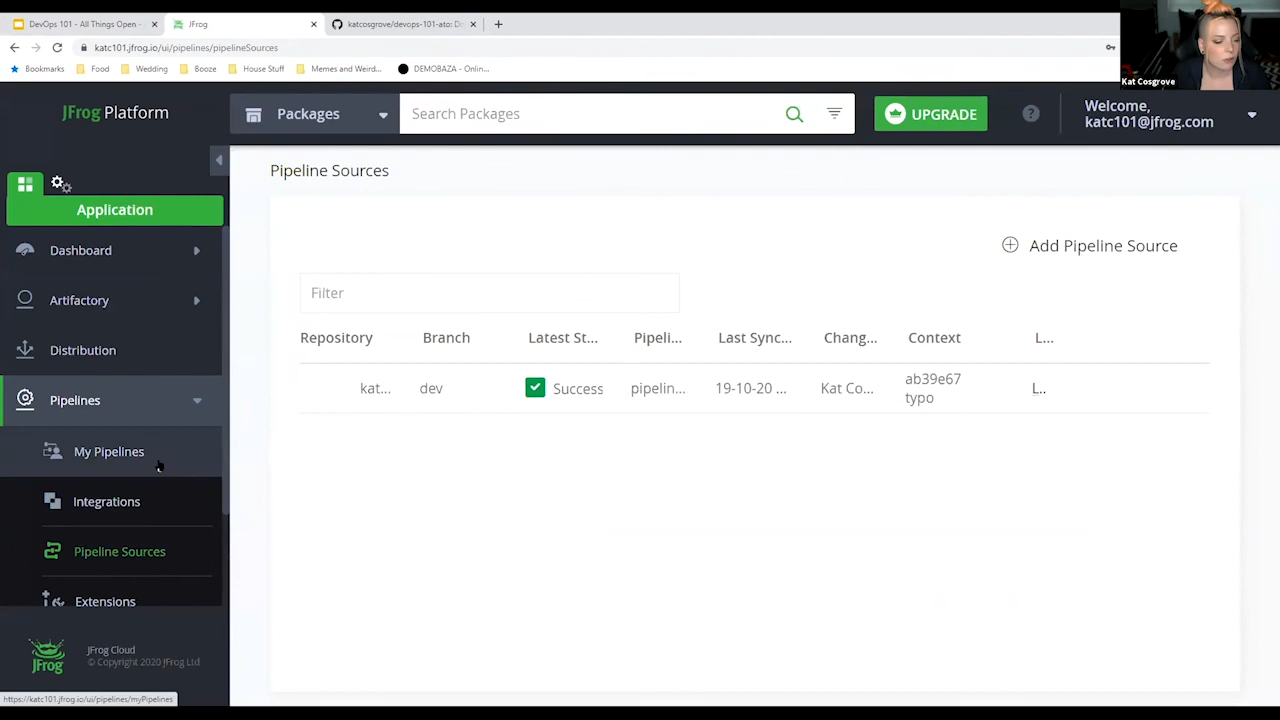 DevOps 101 - All Things Open -
JFrog
katcosgrove/devops-101-ato: De
katc101.jfrog.io/ui/pipelines/pipelineSources
Bookmarks
Food
Wedding
Booze
House Stuff
Memes and Weird...
DEMOBAZA - Onlin...
Kat Cosgrove
JFrog Platform
Packages
Search Packages
UPGRADE
?
Welcome,
katc101@jfrog.com
Application
Dashboard
Artifactory
Distribution
Pipelines
My Pipelines
Integrations
Pipeline Sources
Extensions
JFrog
JFrog Cloud
© Copyright 2020 JFrog Ltd
https://katc101.jfrog.io/ui/pipelines/myPipelines
Pipeline Sources
Add Pipeline Source
Filter
Repository Branch Latest St... Pipeli... Last Sync... Chang... Context L...
kat... dev Success pipelin... 19-10-20 ... Kat Co... ab39e67 L..
typo